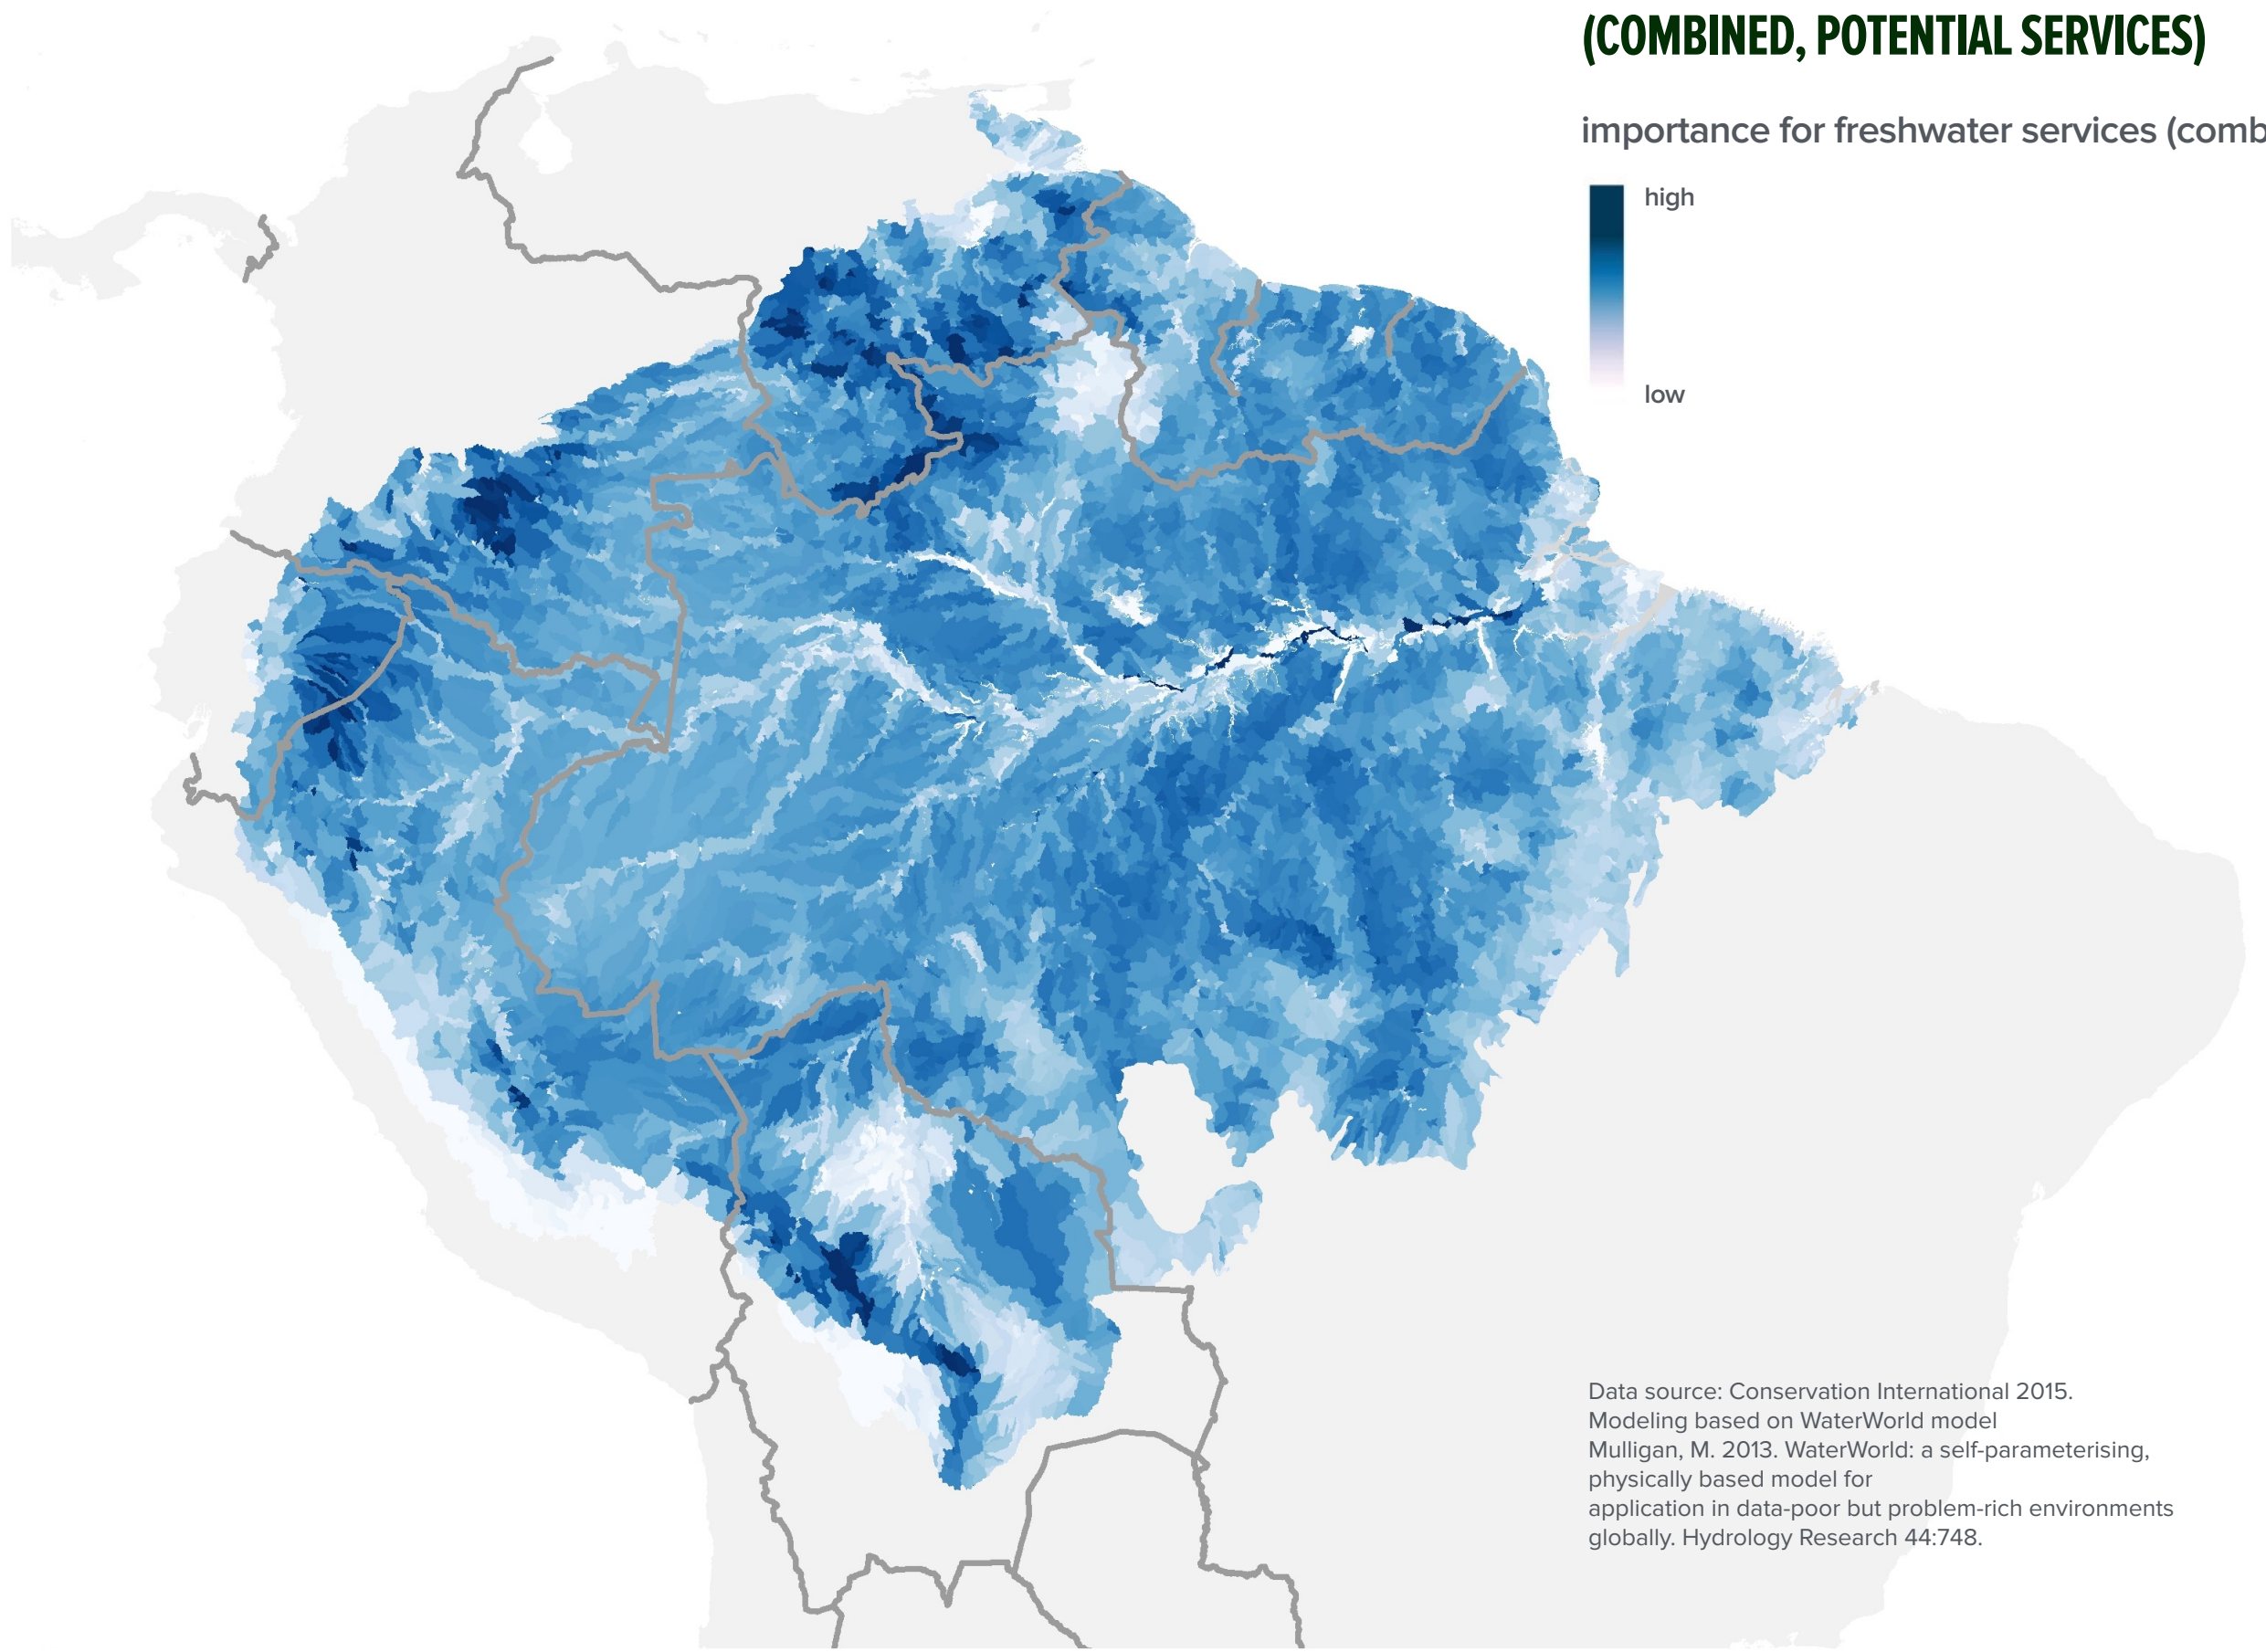 (COMBINED, POTENTIAL SERVICES)
importance for freshwater services (comb
high
low
Data source: Conservation International 2015.
Modeling based on WaterWorld model
Mulligan, M. 2013. WaterWorld: a self-parameterising,
physically based model for
application in data-poor but problem-rich environments
globally. Hydrology Research 44:748.